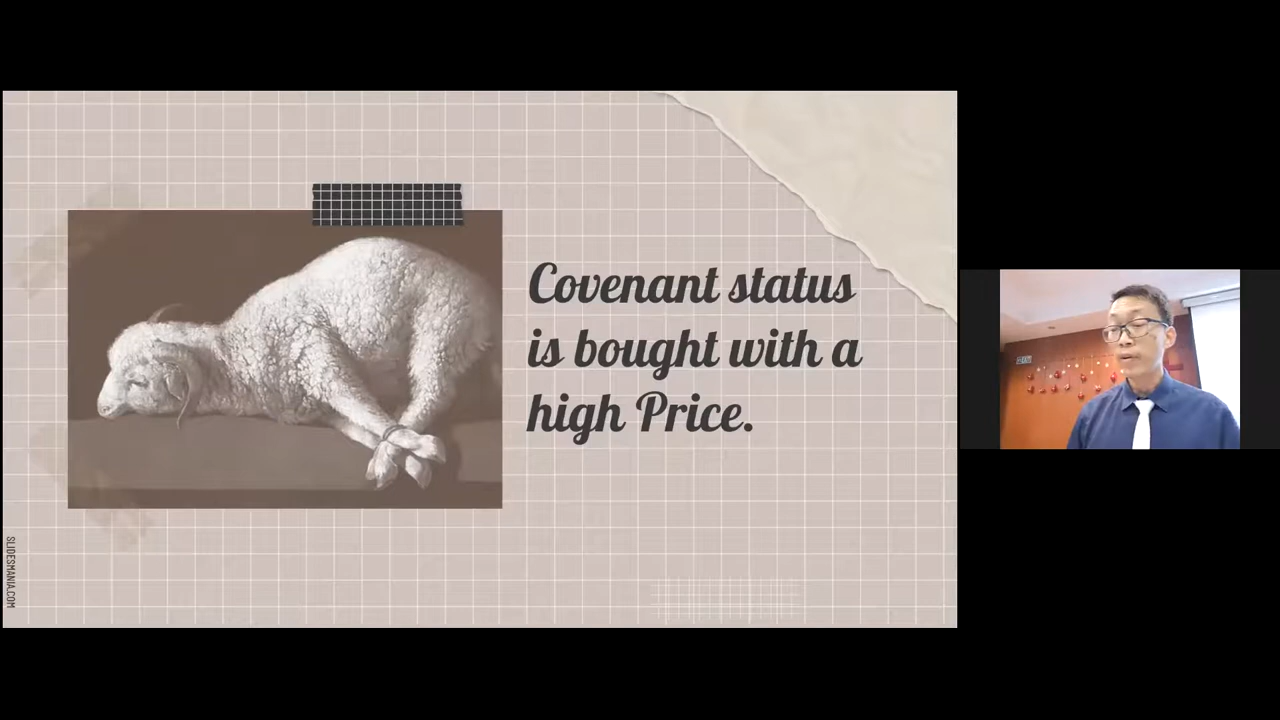 Covenant status
is bought with a
high Price.
SLIDESMANIA.COM